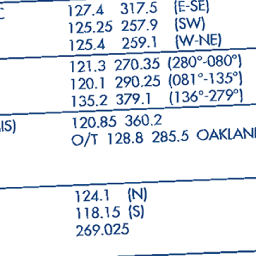 C 127.4 317.5 (E-SE)
125.25 257.9 (SW)
125.4 259.1 (W-NE)
121.3 270.35 (280°-080°)
120.1 290.25 (081°-135°)
135.2 379.1 (136°-279°)
IS) 120.85 360.2
O/T 128.8 285.5 OAKLAN
124.1 (N)
118.15 (S)
269.025